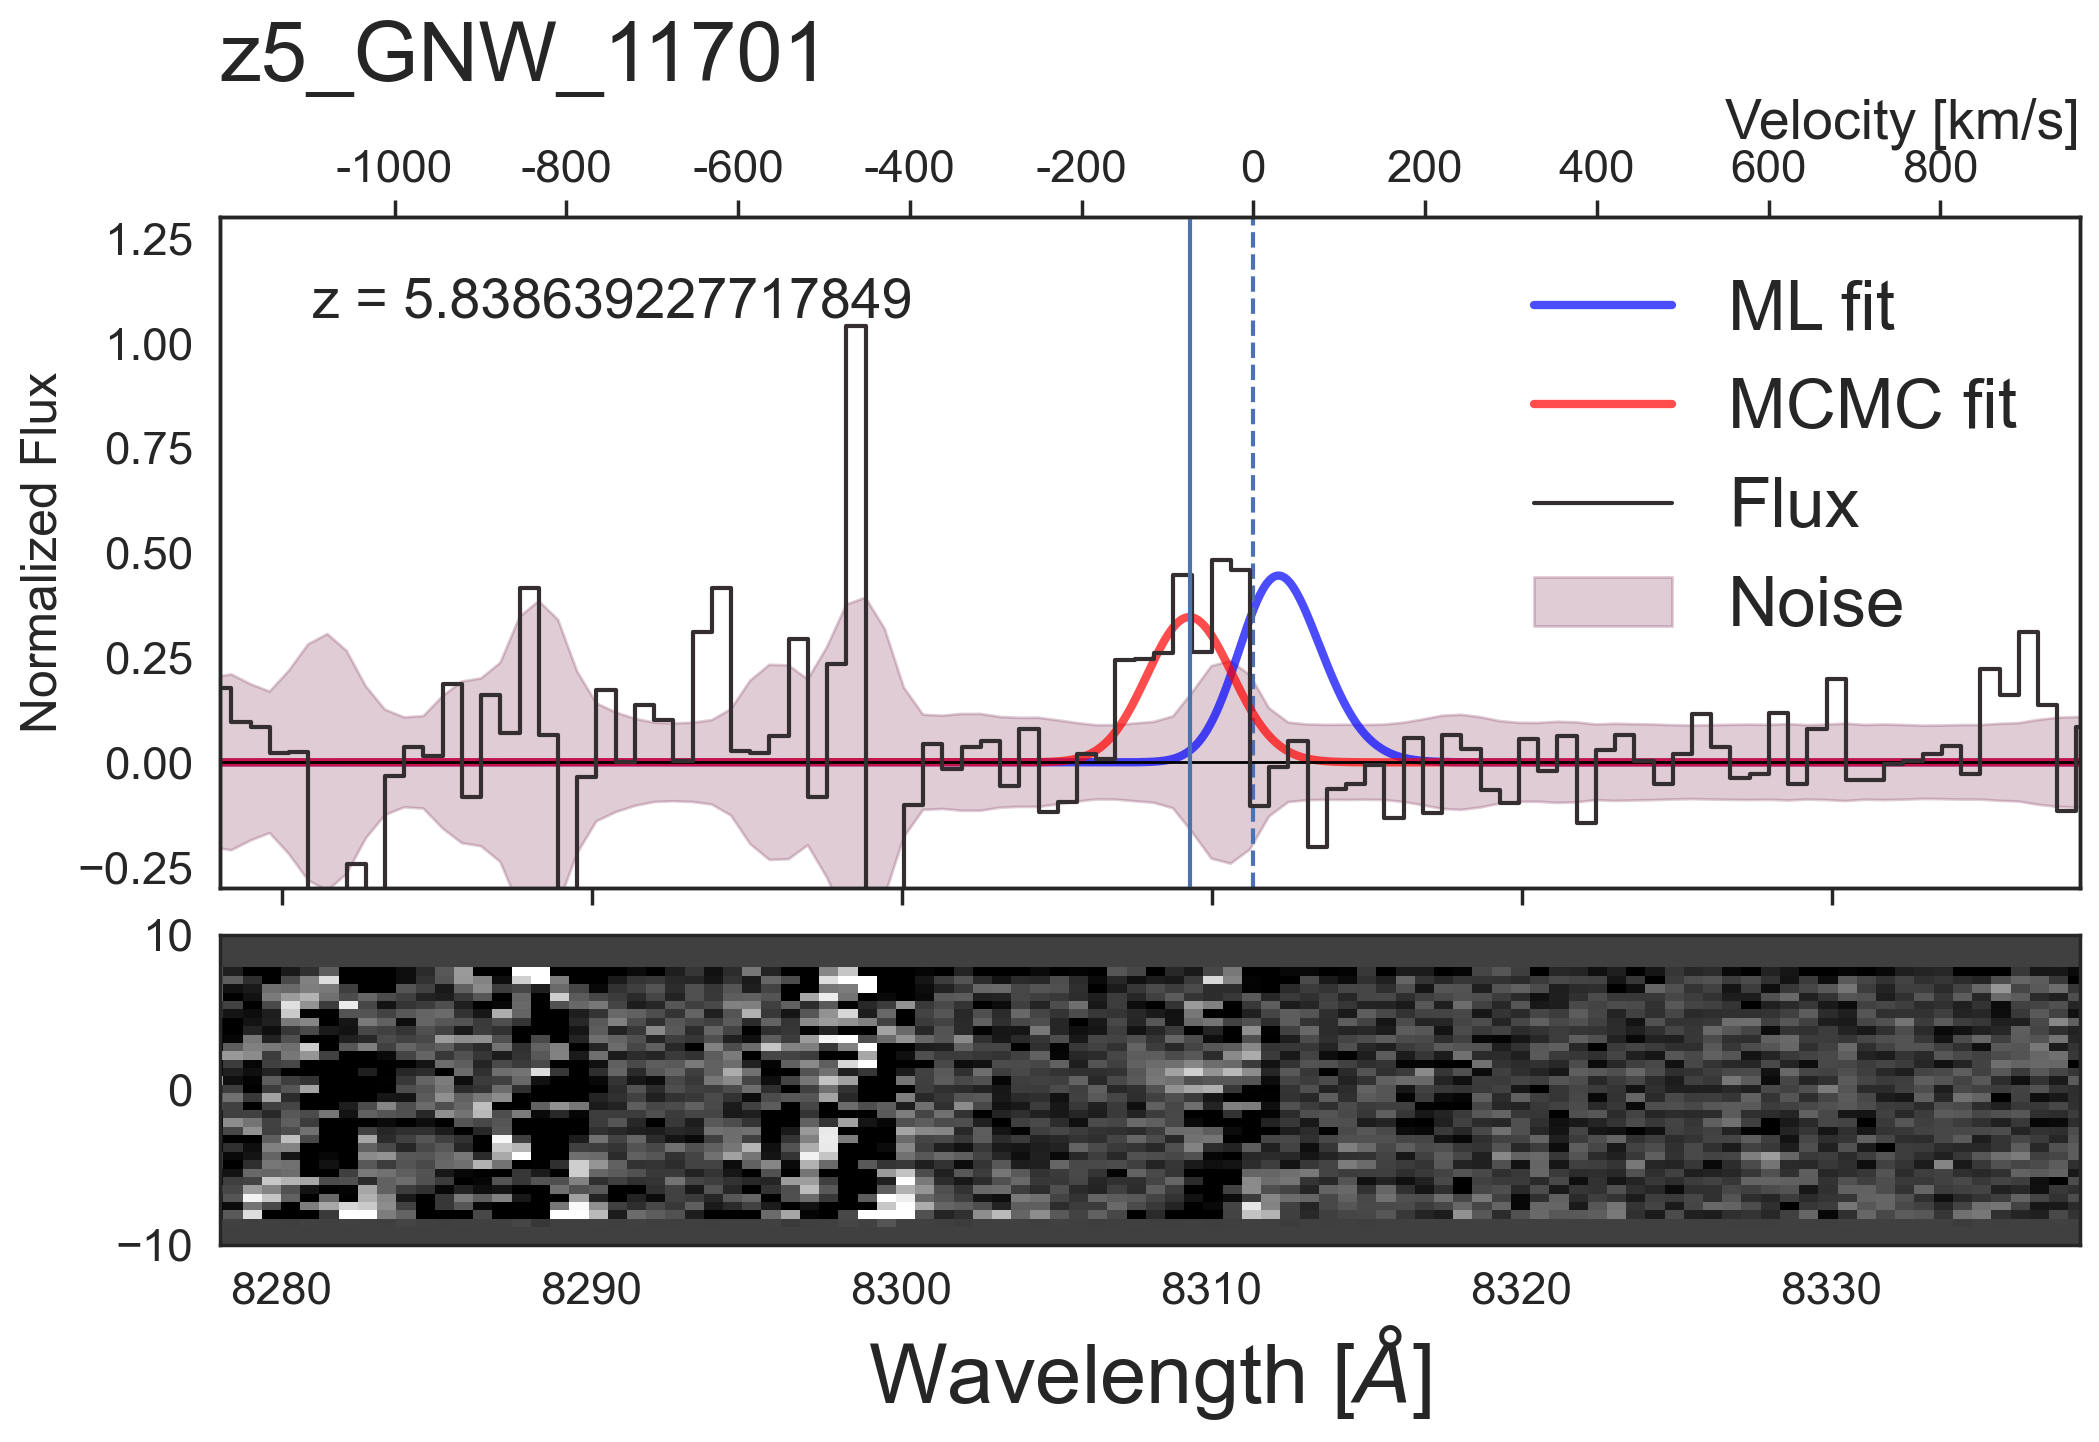 z5_GNW_11701
Velocity [km/s]
-1000 -800 -600 -400 -200 0 200 400 600 800
1.25
1.00
0.75
0.50
0.25
0.00
−0.25
Normalized Flux
z = 5.838639227717849
ML fit
MCMC fit
Flux
Noise
10
0
−10
8280 8290 8300 8310 8320 8330
Wavelength [Å]